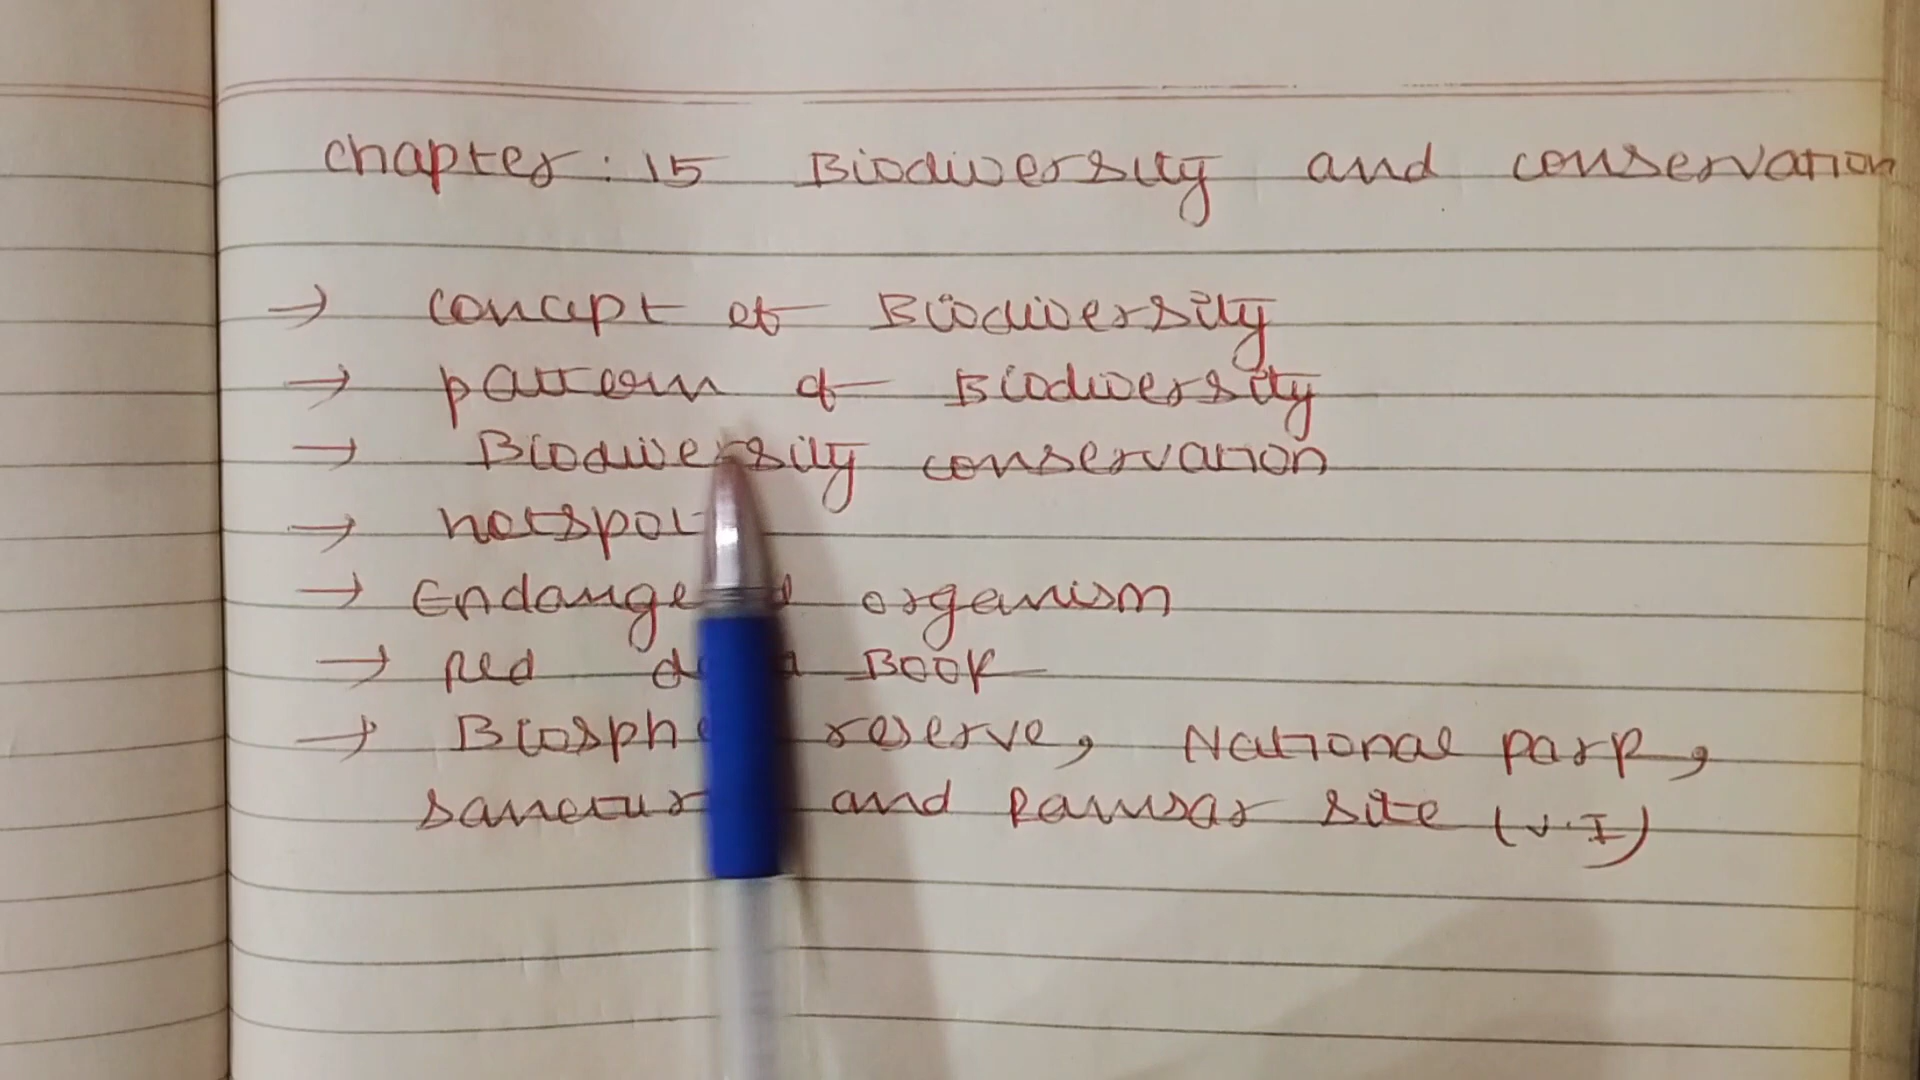 chapter : 15 Biodiversity and conservation
→ concept of Biodiversity
→ pattern of Biodiversity
→ Biodiversity conservation
→ hotspot
→ organism
→ Red Book
→ reserve, National park,
and Ramsar site (v.I)